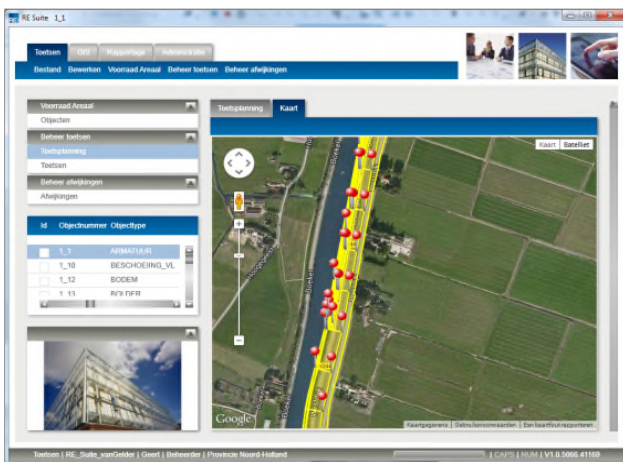 RE Suite 1_1
Toetsen GIS Rapportage Administratie
Bestand Bewerken Voorraad Areaal Beheer toetsen Beheer afwijkingen
Voorraad Areaal
Objecten
Beheer toetsen
Toetsplanning
Toetsen
Beheer afwijkingen
Afwijkingen
Id Objectnummer Objecttype
1_1 ARMATUUR
1_10 BESCHOEIING_VL
1_12 BODEM
1_13 BOLDER
Toetsplanning Kaart
Kaart Satelliet
Boekel
Boekel
Google
Kaartgegevens Gebruiksvoorwaarden Een kaartfout rapporteren
Toetsen | RE_Suite_vanGelder | Geert | Beheerder | Provincie Noord-Holland
| CAPS | NUM | V1.0.5066.41169